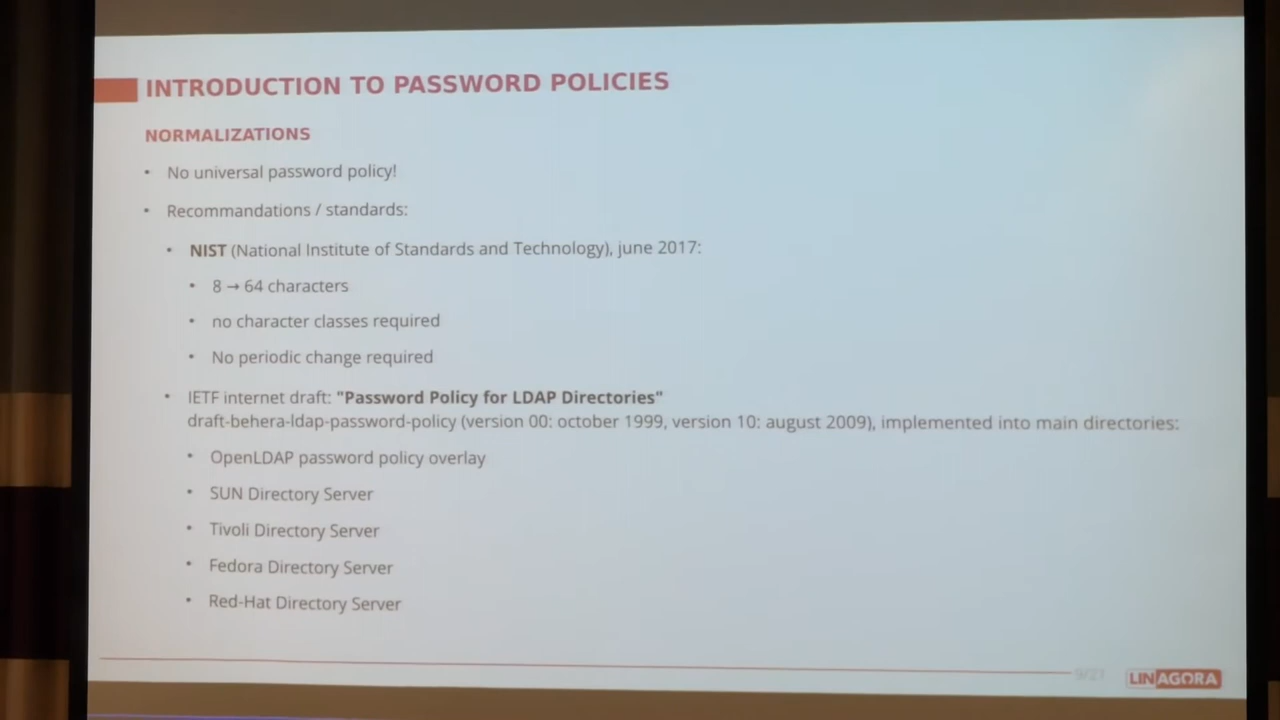 INTRODUCTION TO PASSWORD POLICIES
NORMALIZATIONS
• No universal password policy!
• Recommandations / standards:
• NIST (National Institute of Standards and Technology), june 2017:
• 8 → 64 characters
• no character classes required
• No periodic change required
• IETF internet draft: "Password Policy for LDAP Directories"
draft-behera-ldap-password-policy (version 00: october 1999, version 10: august 2009), implemented into main directories:
• OpenLDAP password policy overlay
• SUN Directory Server
• Tivoli Directory Server
• Fedora Directory Server
• Red-Hat Directory Server
9/27
LINAGORA